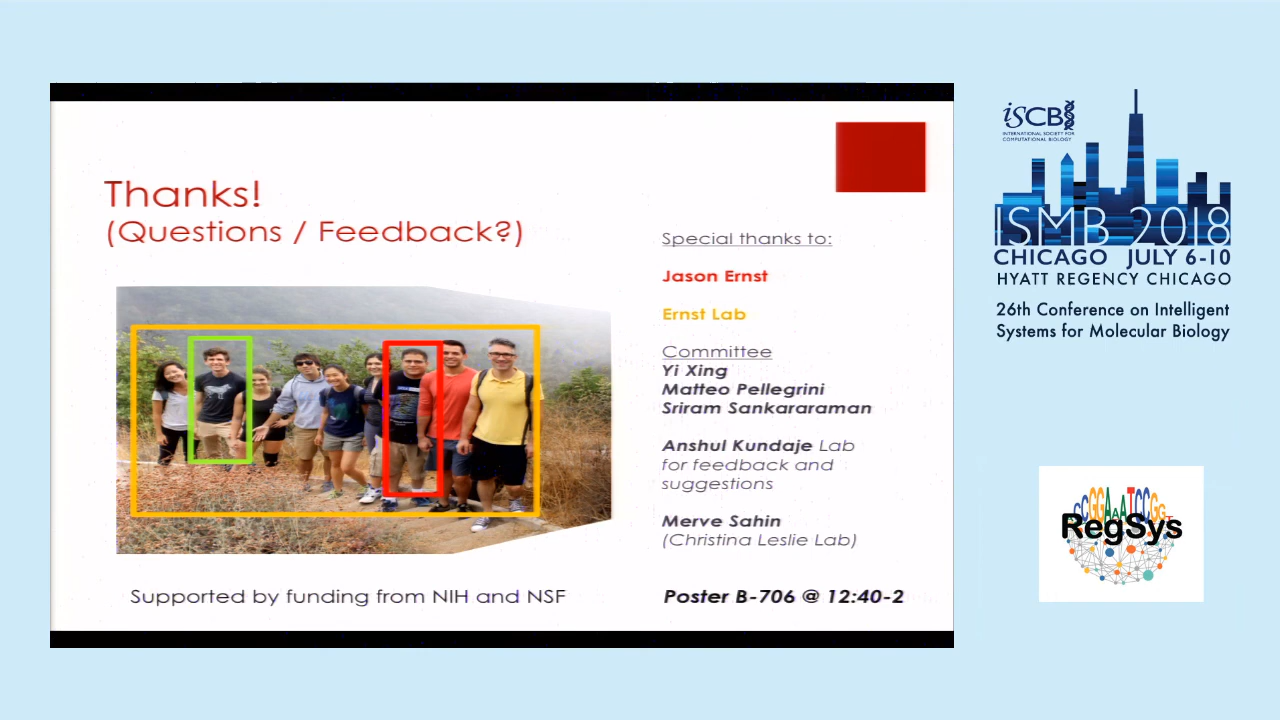 Thanks!
(Questions / Feedback?)
Special thanks to:
Jason Ernst
Ernst Lab
Committee
Yi Xing
Matteo Pellegrini
Sriram Sankararaman
Anshul Kundaje Lab
for feedback and
suggestions
Merve Sahin
(Christina Leslie Lab)
Supported by funding from NIH and NSF
Poster B-706 @ 12:40-2
iSCB
INTERNATIONAL SOCIETY FOR
COMPUTATIONAL BIOLOGY
ISMB 2018
CHICAGO JULY 6-10
HYATT REGENCY CHICAGO
26th Conference on Intelligent
Systems for Molecular Biology
CCGGAAATCCGG
RegSys